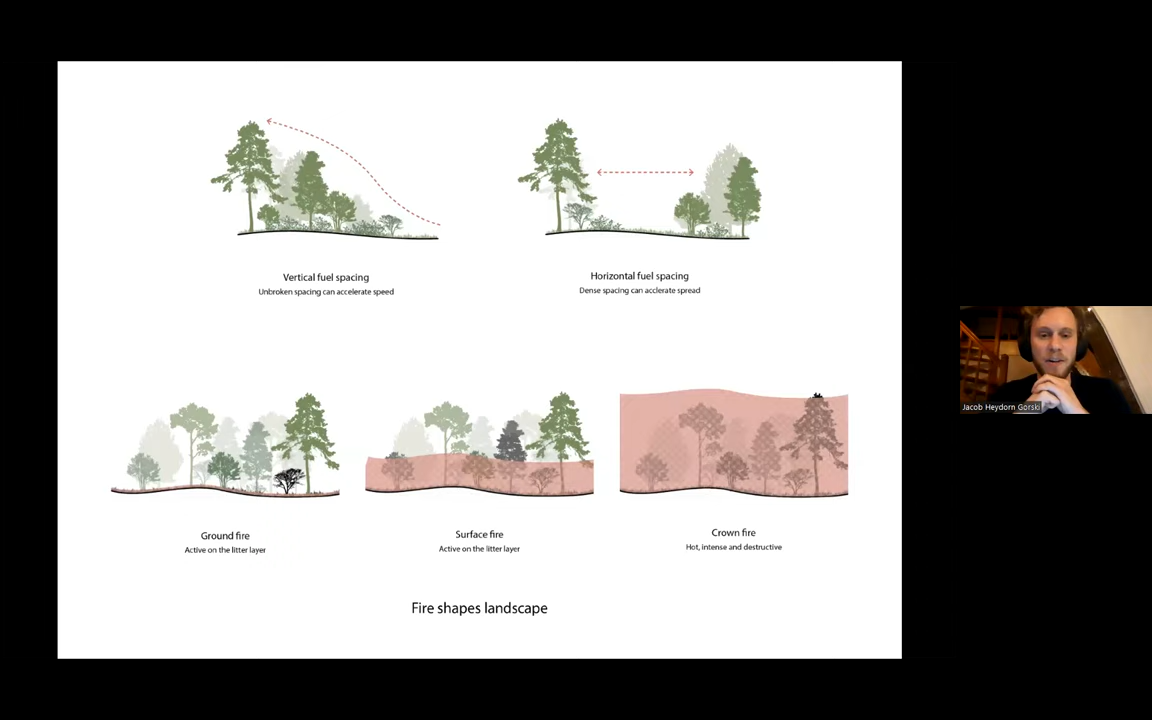 Vertical fuel spacing
Unbroken spacing can accelerate speed
Horizontal fuel spacing
Dense spacing can acclerate spread
Ground fire
Active on the litter layer
Surface fire
Active on the litter layer
Crown fire
Hot, intense and destructive
Fire shapes landscape
Jacob Heydorn Gorski